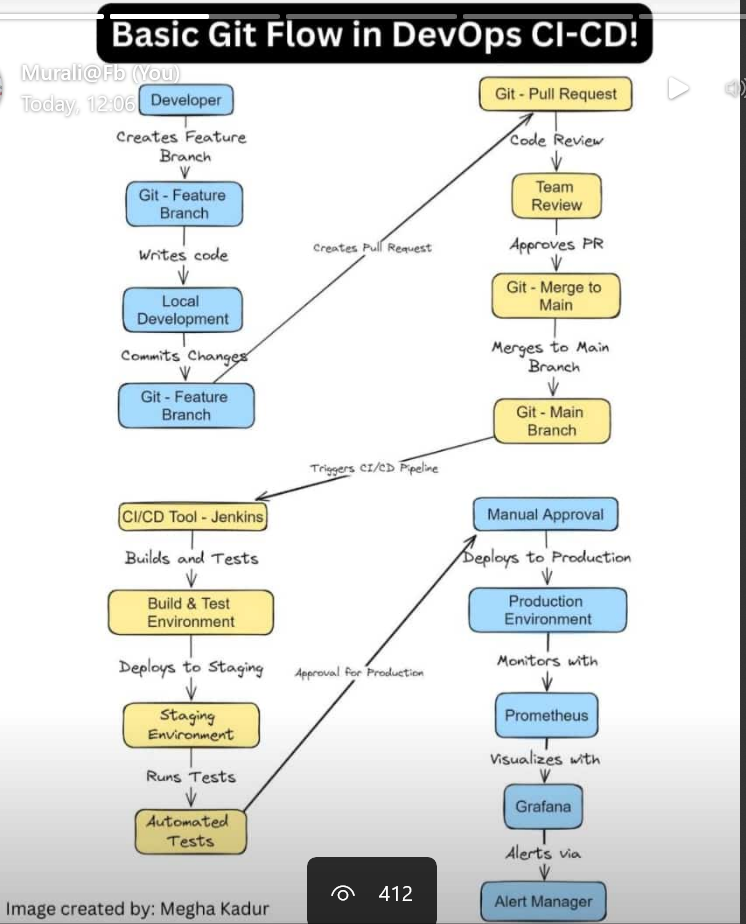 Basic Git Flow in DevOps CI-CD!
Murali@Fb (You)
Today, 12:06
Developer
Creates Feature
Branch
Git - Feature
Branch
Writes code
Local
Development
Commits Changes
Git - Feature
Branch
Creates Pull Request
Git - Pull Request
Code Review
Team
Review
Approves PR
Git - Merge to
Main
Merges to Main
Branch
Git - Main
Branch
Triggers CI/CD Pipeline
CI/CD Tool - Jenkins
Builds and Tests
Build & Test
Environment
Deploys to Staging
Staging
Environment
Runs Tests
Automated
Tests
Approval for Production
Manual Approval
Deploys to Production
Production
Environment
Monitors with
Prometheus
Visualizes with
Grafana
Alerts via
Alert Manager
412
Image created by: Megha Kadur